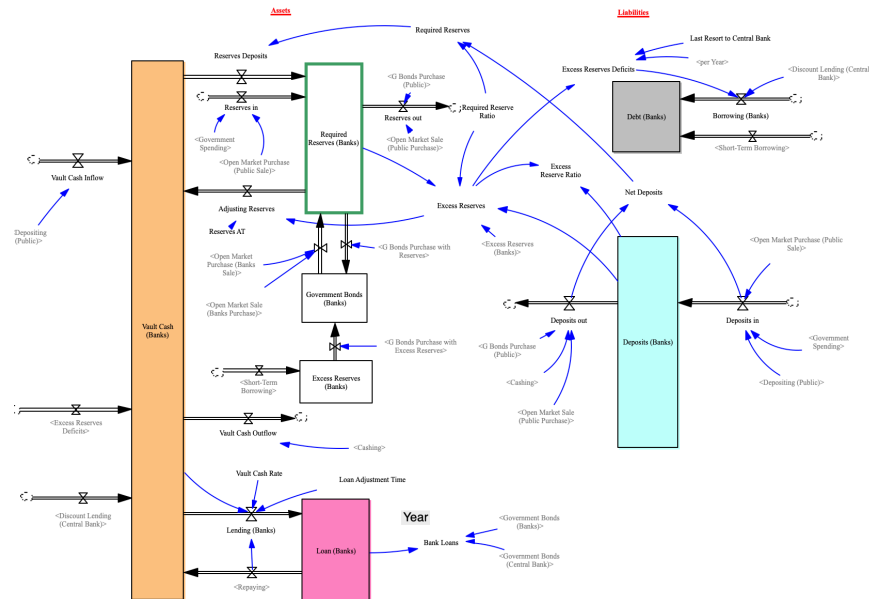 Assets
Liabilities
Required Reserves
Last Resort to Central Bank
Reserves Deposits
Excess Reserves Deficits
<per Year>
<G Bonds Purchase
(Public)>
<Discount Lending (Central
Bank)>
Reserves in
Reserves out
Required Reserve
Ratio
Debt (Banks)
Borrowing (Banks)
<Government
Spending>
Required
Reserves (Banks)
<Open Market Sale
(Public Purchase)>
<Short-Term Borrowing>
<Open Market Purchase
(Public Sale)>
Vault Cash Inflow
Excess
Reserve Ratio
Net Deposits
Adjusting Reserves
Excess Reserves
Depositing
(Public)>
Reserves AT
<G Bonds Purchase with
Reserves>
<Excess Reserves
(Banks)>
<Open Market Purchase (Public
Sale)>
<Open Market
Purchase (Banks
Sale)>
<Open Market Sale
(Banks Purchase)>
Government Bonds
(Banks)
Vault Cash
(Banks)
Deposits out
Deposits (Banks)
Deposits in
<G Bonds Purchase with
Excess Reserves>
<G Bonds Purchase
(Public)>
<Government
Spending>
<Short-Term
Borrowing>
Excess Reserves
(Banks)
<Cashing>
<Depositing (Public)>
<Open Market Sale
(Public Purchase)>
<Excess Reserves
Deficits>
Vault Cash Outflow
<Cashing>
Vault Cash Rate
Loan Adjustment Time
<Discount Lending
(Central Bank)>
Lending (Banks)
Year
<Government Bonds
(Banks)>
Loan (Banks)
Bank Loans
<Government Bonds
(Central Bank)>
<Repaying>